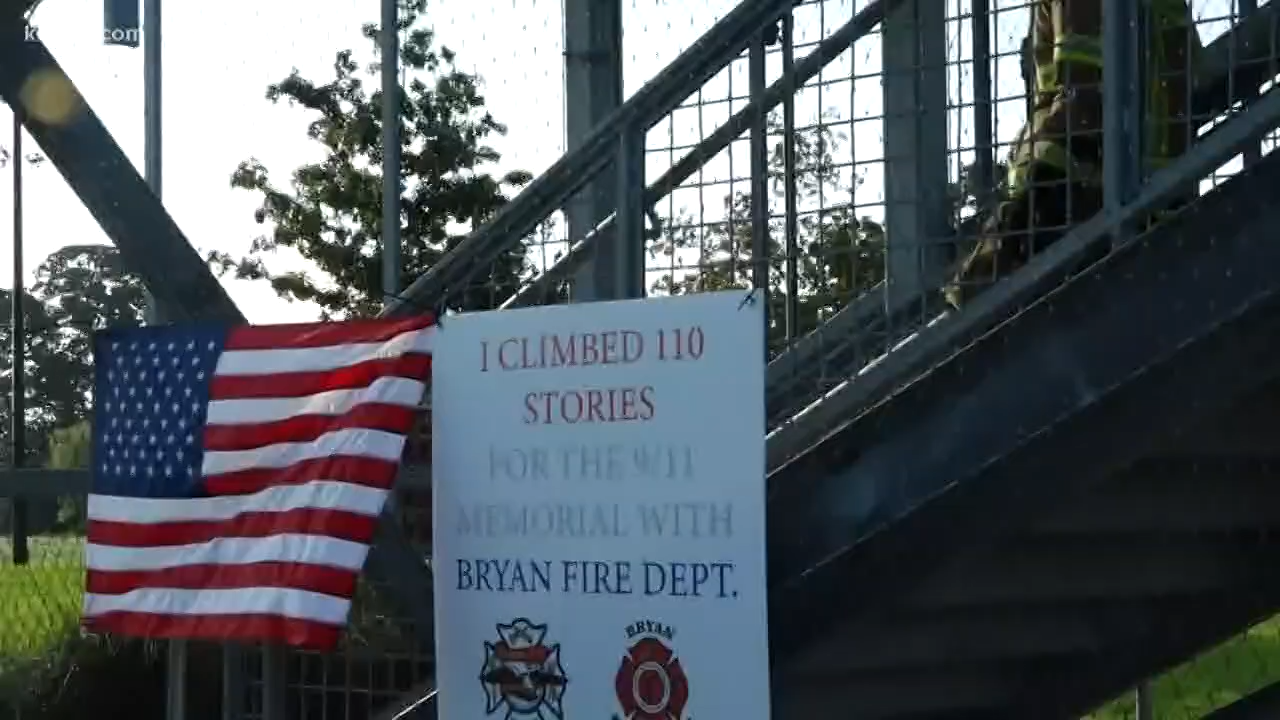 I CLIMBED 110
STORIES
FOR THE 9/11
MEMORIAL WITH
BRYAN FIRE DEPT.
BRYAN